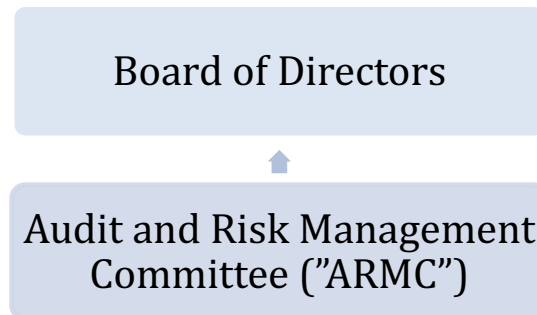 Board of Directors
Audit and Risk Management
Committee (”ARMC”)